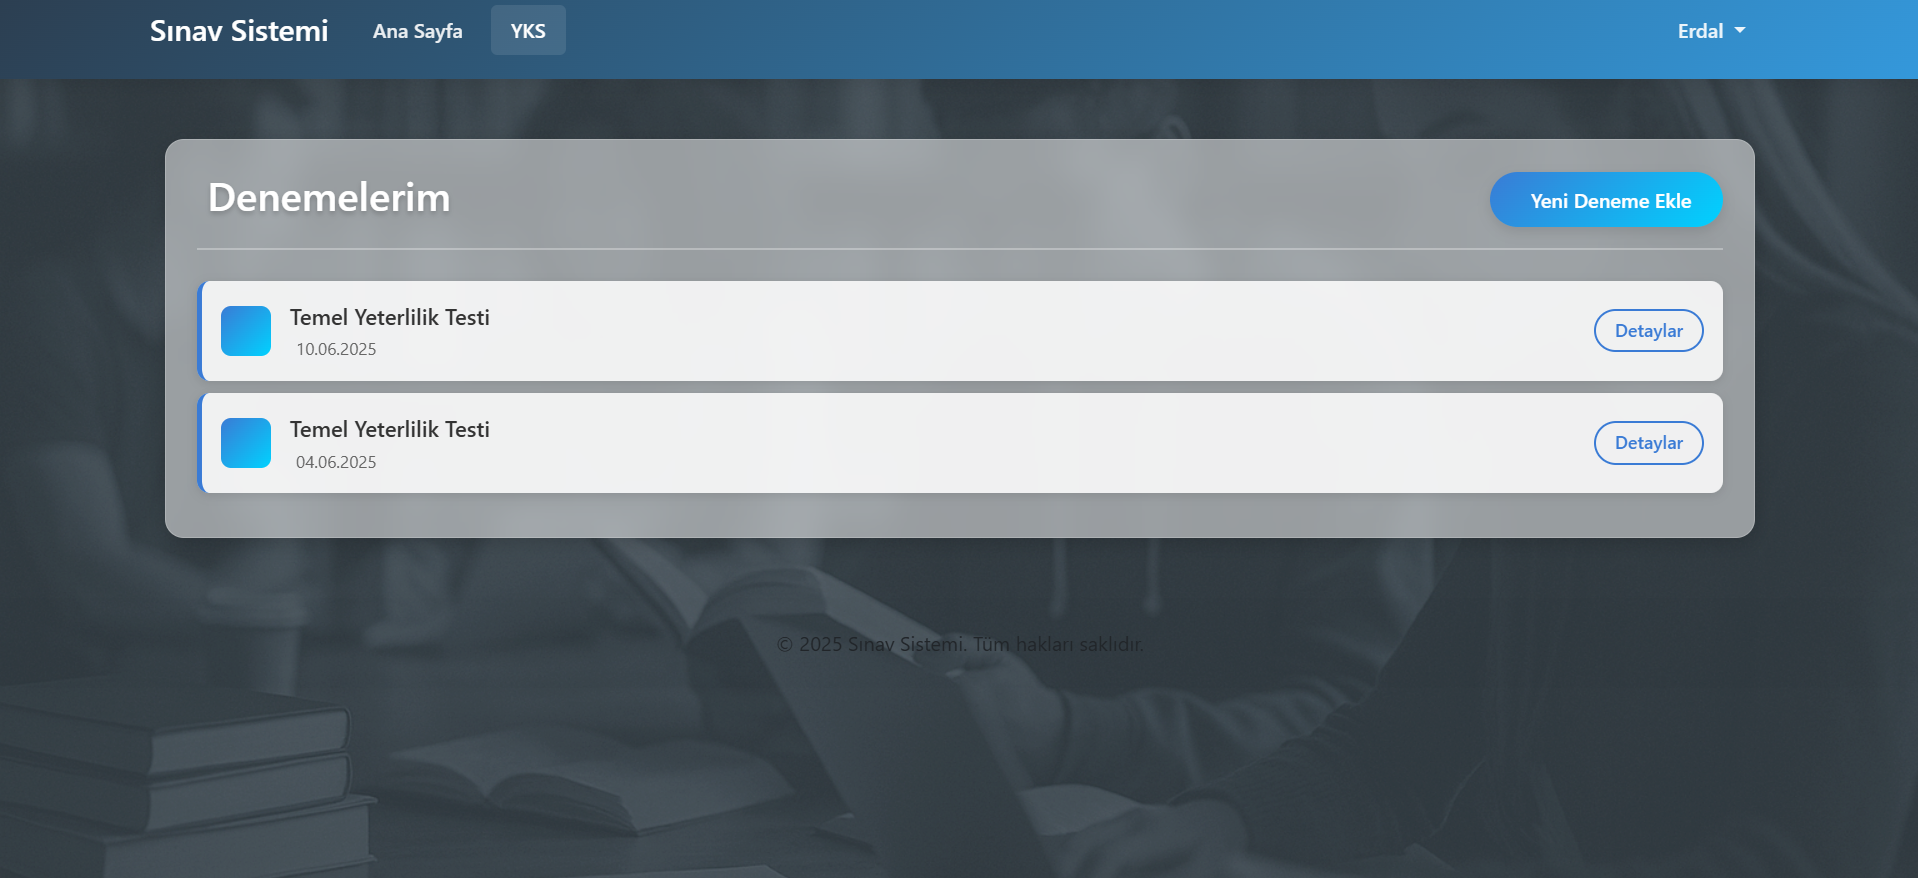 Sınav Sistemi Ana Sayfa YKS Erdal
Denemelerim
Yeni Deneme Ekle
Temel Yeterlilik Testi
10.06.2025
Detaylar
Temel Yeterlilik Testi
04.06.2025
Detaylar
© 2025 Sınav Sistemi. Tüm hakları saklıdır.